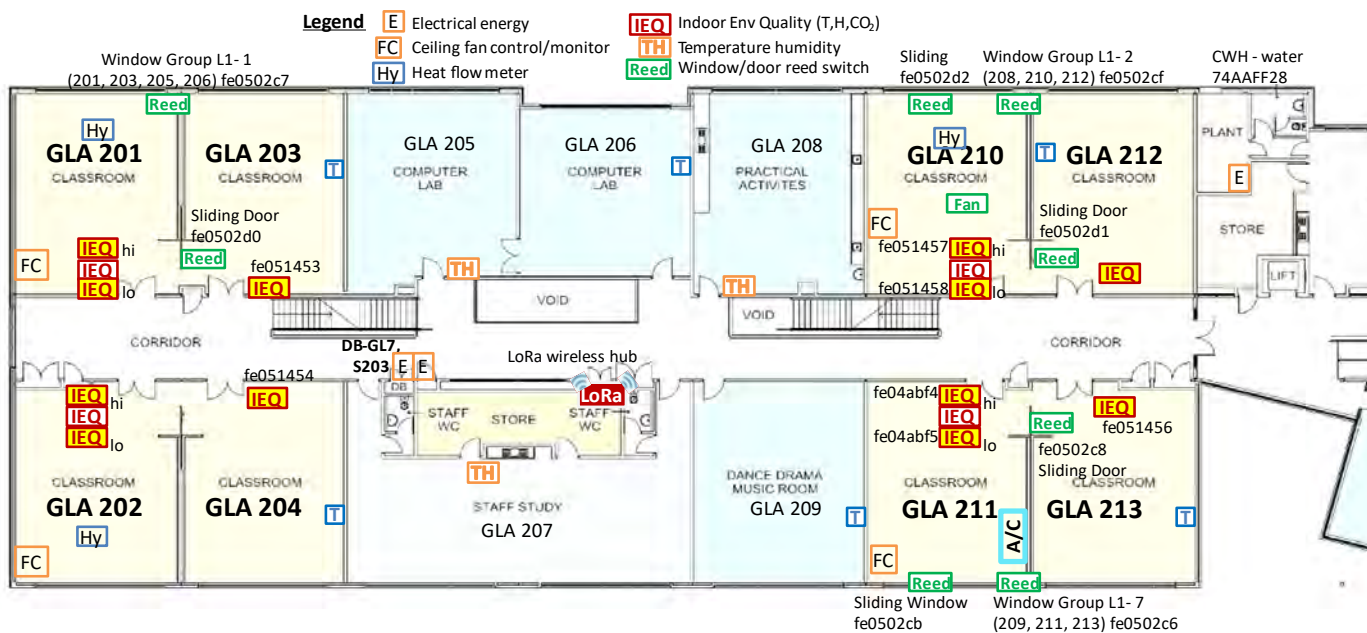 Legend
E Electrical energy
FC Ceiling fan control/monitor
Hy Heat flow meter
IEQ Indoor Env Quality (T,H,CO₂)
TH Temperature humidity
Reed Window/door reed switch
Window Group L1- 1
(201, 203, 205, 206) fe0502c7
Sliding
fe0502d2
Window Group L1- 2
(208, 210, 212) fe0502cf
CWH - water
74AAFF28
Reed
Reed
Reed
Hy
GLA 201
CLASSROOM
GLA 203
CLASSROOM
T
GLA 205
COMPUTER
LAB
GLA 206
COMPUTER
LAB
T
GLA 208
PRACTICAL
ACTIVITES
Hy
GLA 210
CLASSROOM
T
GLA 212
CLASSROOM
PLANT
E
STORE
LIFT
Fan
Sliding Door
fe0502d0
Reed
Sliding Door
fe0502d1
Reed
FC
IEQ hi
IEQ
IEQ lo
fe051453
IEQ
TH
TH
FC
fe051457
IEQ hi
IEQ
fe051458
IEQ lo
IEQ
VOID
VOID
CORRIDOR
CORRIDOR
DB-GL7,
S203
E E
DB
LoRa wireless hub
LoRa
fe051454
IEQ
IEQ hi
IEQ
IEQ lo
STAFF
WC
STORE
STAFF
WC
TH
fe04abf4
IEQ hi
IEQ
fe04abf5
IEQ lo
IEQ
fe051456
Reed
fe0502c8
Sliding Door
CLASSROOM
GLA 202
Hy
FC
CLASSROOM
GLA 204
T
STAFF STUDY
GLA 207
DANCE DRAMA
MUSIC ROOM
GLA 209
T
CLASSROOM
GLA 211
FC
A/C
CLASSROOM
GLA 213
T
Reed
Reed
Sliding Window
fe0502cb
Window Group L1- 7
(209, 211, 213) fe0502c6